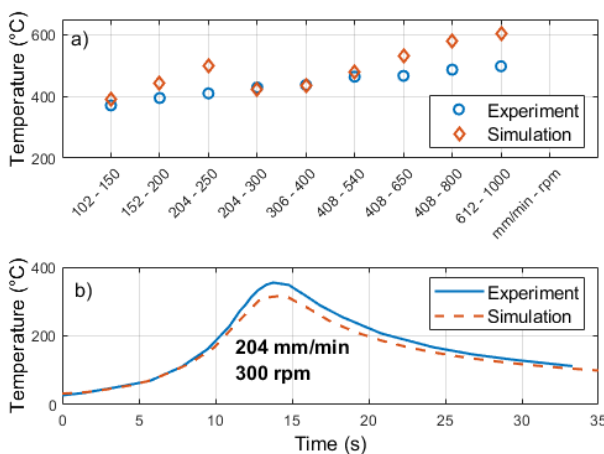 a)
Temperature (°C)
600
400
200
Experiment
Simulation
102 - 150
152 - 200
204 - 250
204 - 300
306 - 400
408 - 540
408 - 650
408 - 800
612 - 1000
mm/min - rpm
b)
Temperature (°C)
400
200
0
Experiment
Simulation
204 mm/min
300 rpm
0 5 10 15 20 25 30 35
Time (s)